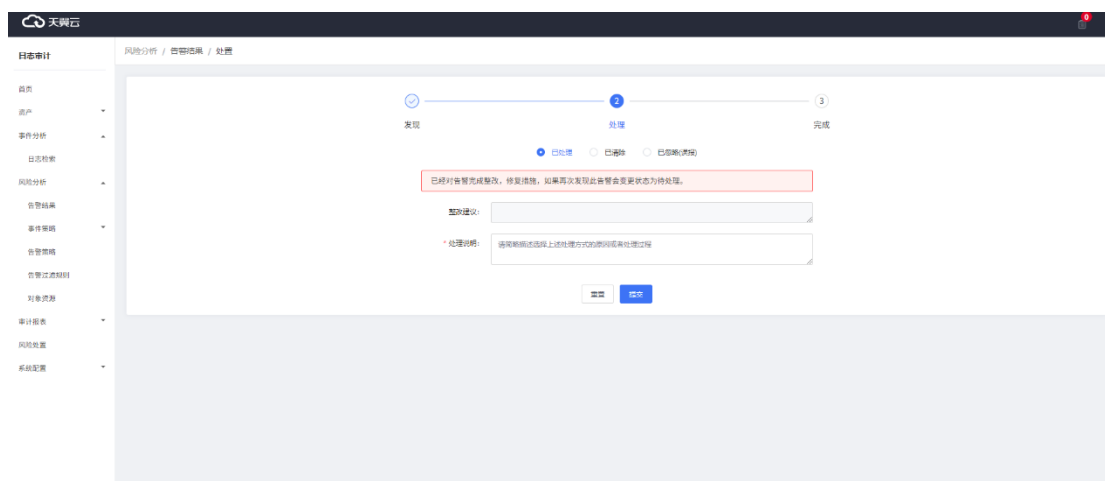 天翼云
0
日志审计
风险分析 / 告警结果 / 处置
首页
资产
事件分析
日志检索
风险分析
告警结果
事件策略
告警策略
告警过滤规则
对象资源
审计报表
风险处置
系统配置
2
3
发现
处理
完成
已处理 已清除 已忽略(误报)
已经对告警完成整改，修复措施，如果再次发现此告警会变更状态为待处理。
整改建议：
* 处理说明： 请简略描述选择上述处理方式的原因或者处理过程
重置 提交